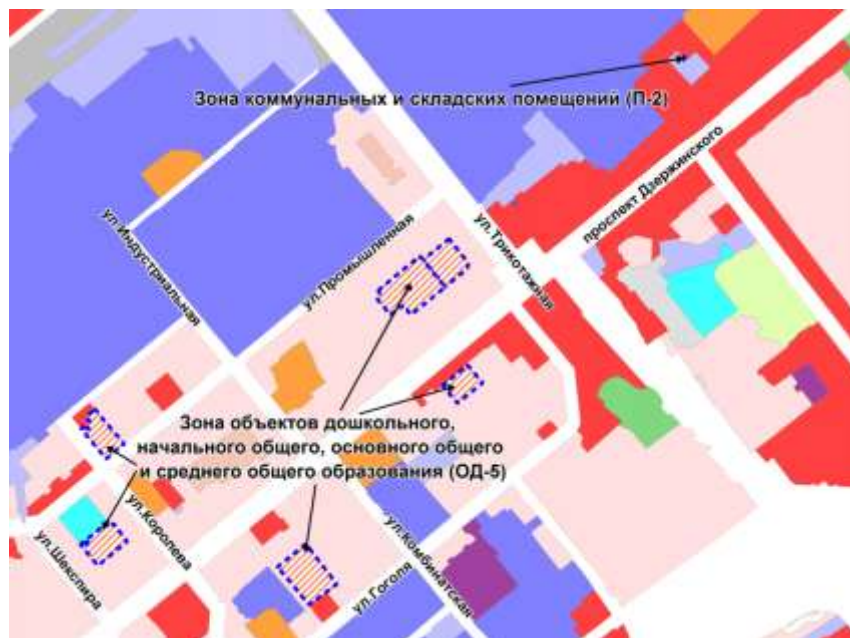 Зона коммунальных и складских помещений (П-2)
проспект Дзержинского
ул.Индустриальная
ул.Промышленная
ул.Трикотажная
Зона объектов дошкольного,
начального общего, основного общего
и среднего общего образования (ОД-5)
ул.Шекспира
ул.Королева
ул.Гоголя
ул.Комбинатская